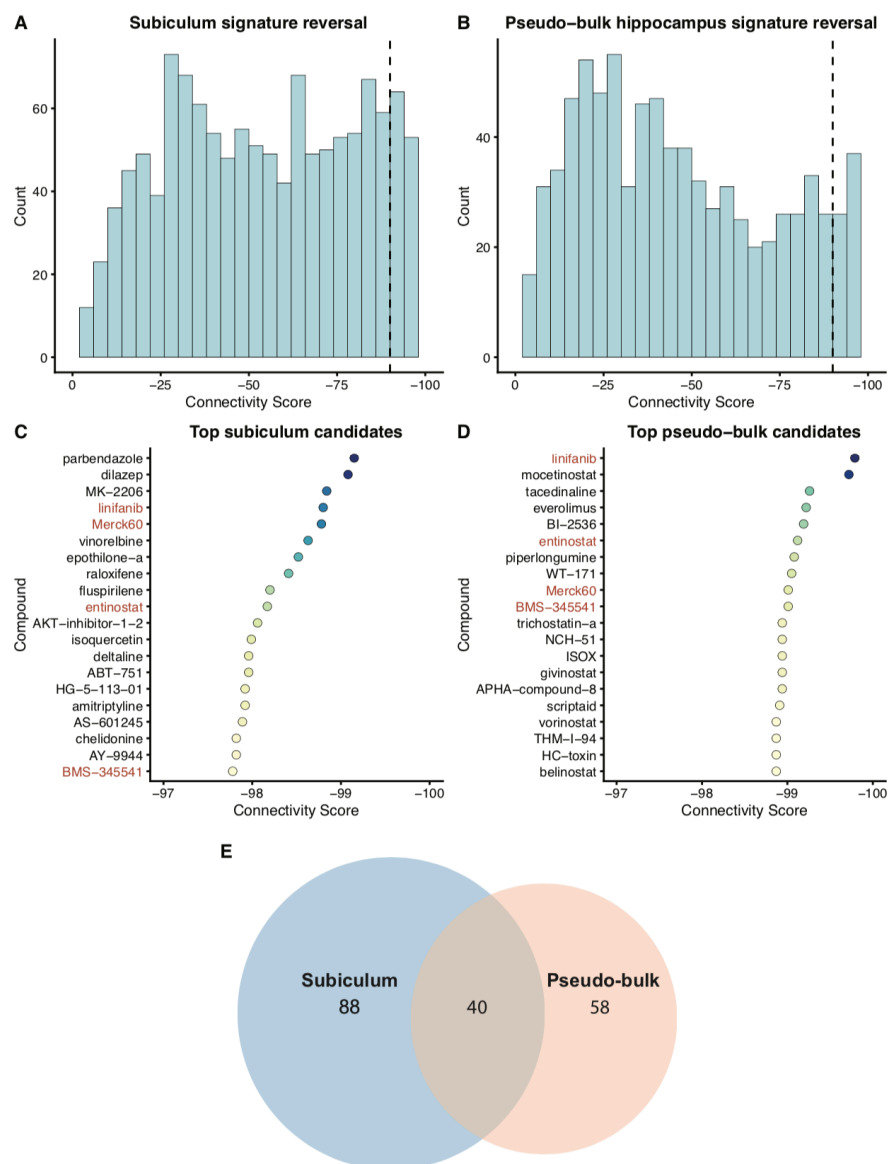 A
Subiculum signature reversal
Count
60
40
20
0
0
−25
−50
−75
−100
Connectivity Score
B
Pseudo−bulk hippocampus signature reversal
Count
40
20
0
0
−25
−50
−75
−100
Connectivity Score
C
Top subiculum candidates
Compound
parbendazole
dilazep
MK−2206
linifanib
Merck60
vinorelbine
epothilone−a
raloxifene
fluspirilene
entinostat
AKT−inhibitor−1−2
isoquercetin
deltaline
ABT−751
HG−5−113−01
amitriptyline
AS−601245
chelidonine
AY−9944
BMS−345541
−97
−98
−99
−100
Connectivity Score
D
Top pseudo−bulk candidates
Compound
linifanib
mocetinostat
tacedinaline
everolimus
BI−2536
entinostat
piperlongumine
WT−171
Merck60
BMS−345541
trichostatin−a
NCH−51
ISOX
givinostat
APHA−compound−8
scriptaid
vorinostat
THM−I−94
HC−toxin
belinostat
−97
−98
−99
−100
Connectivity Score
E
Subiculum
88
40
Pseudo-bulk
58